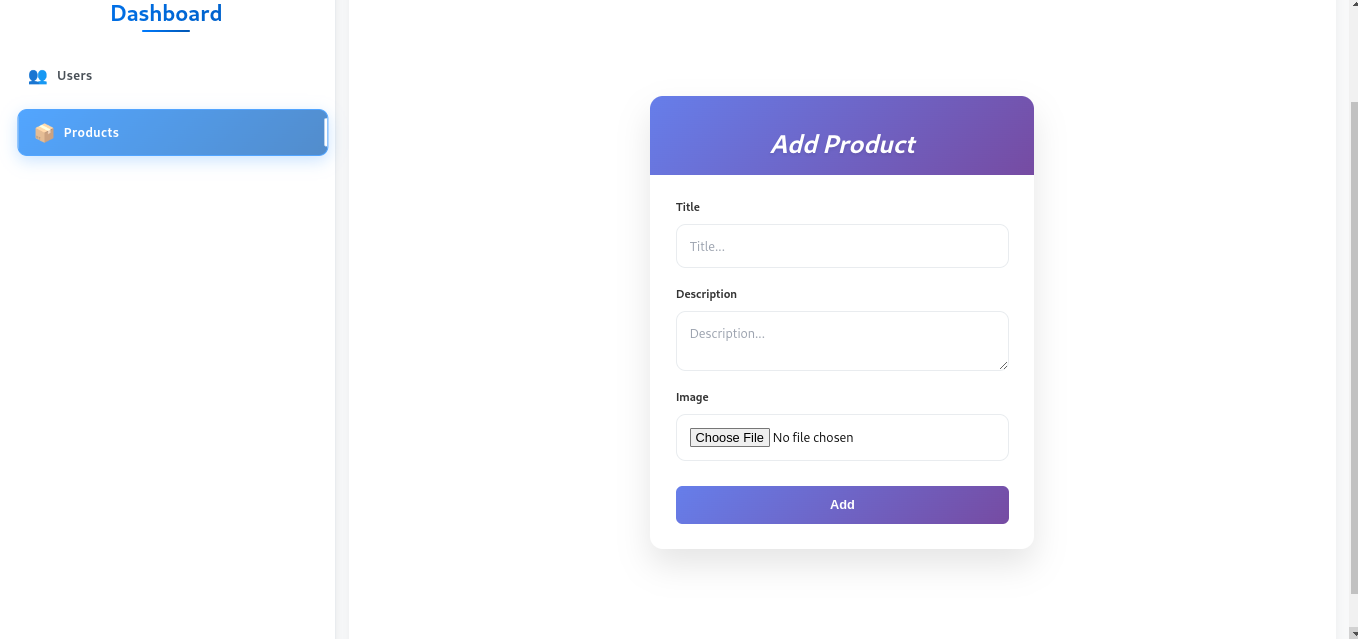 Dashboard
Users
Products
Add Product
Title
Title...
Description
Description...
Image
Choose File No file chosen
Add